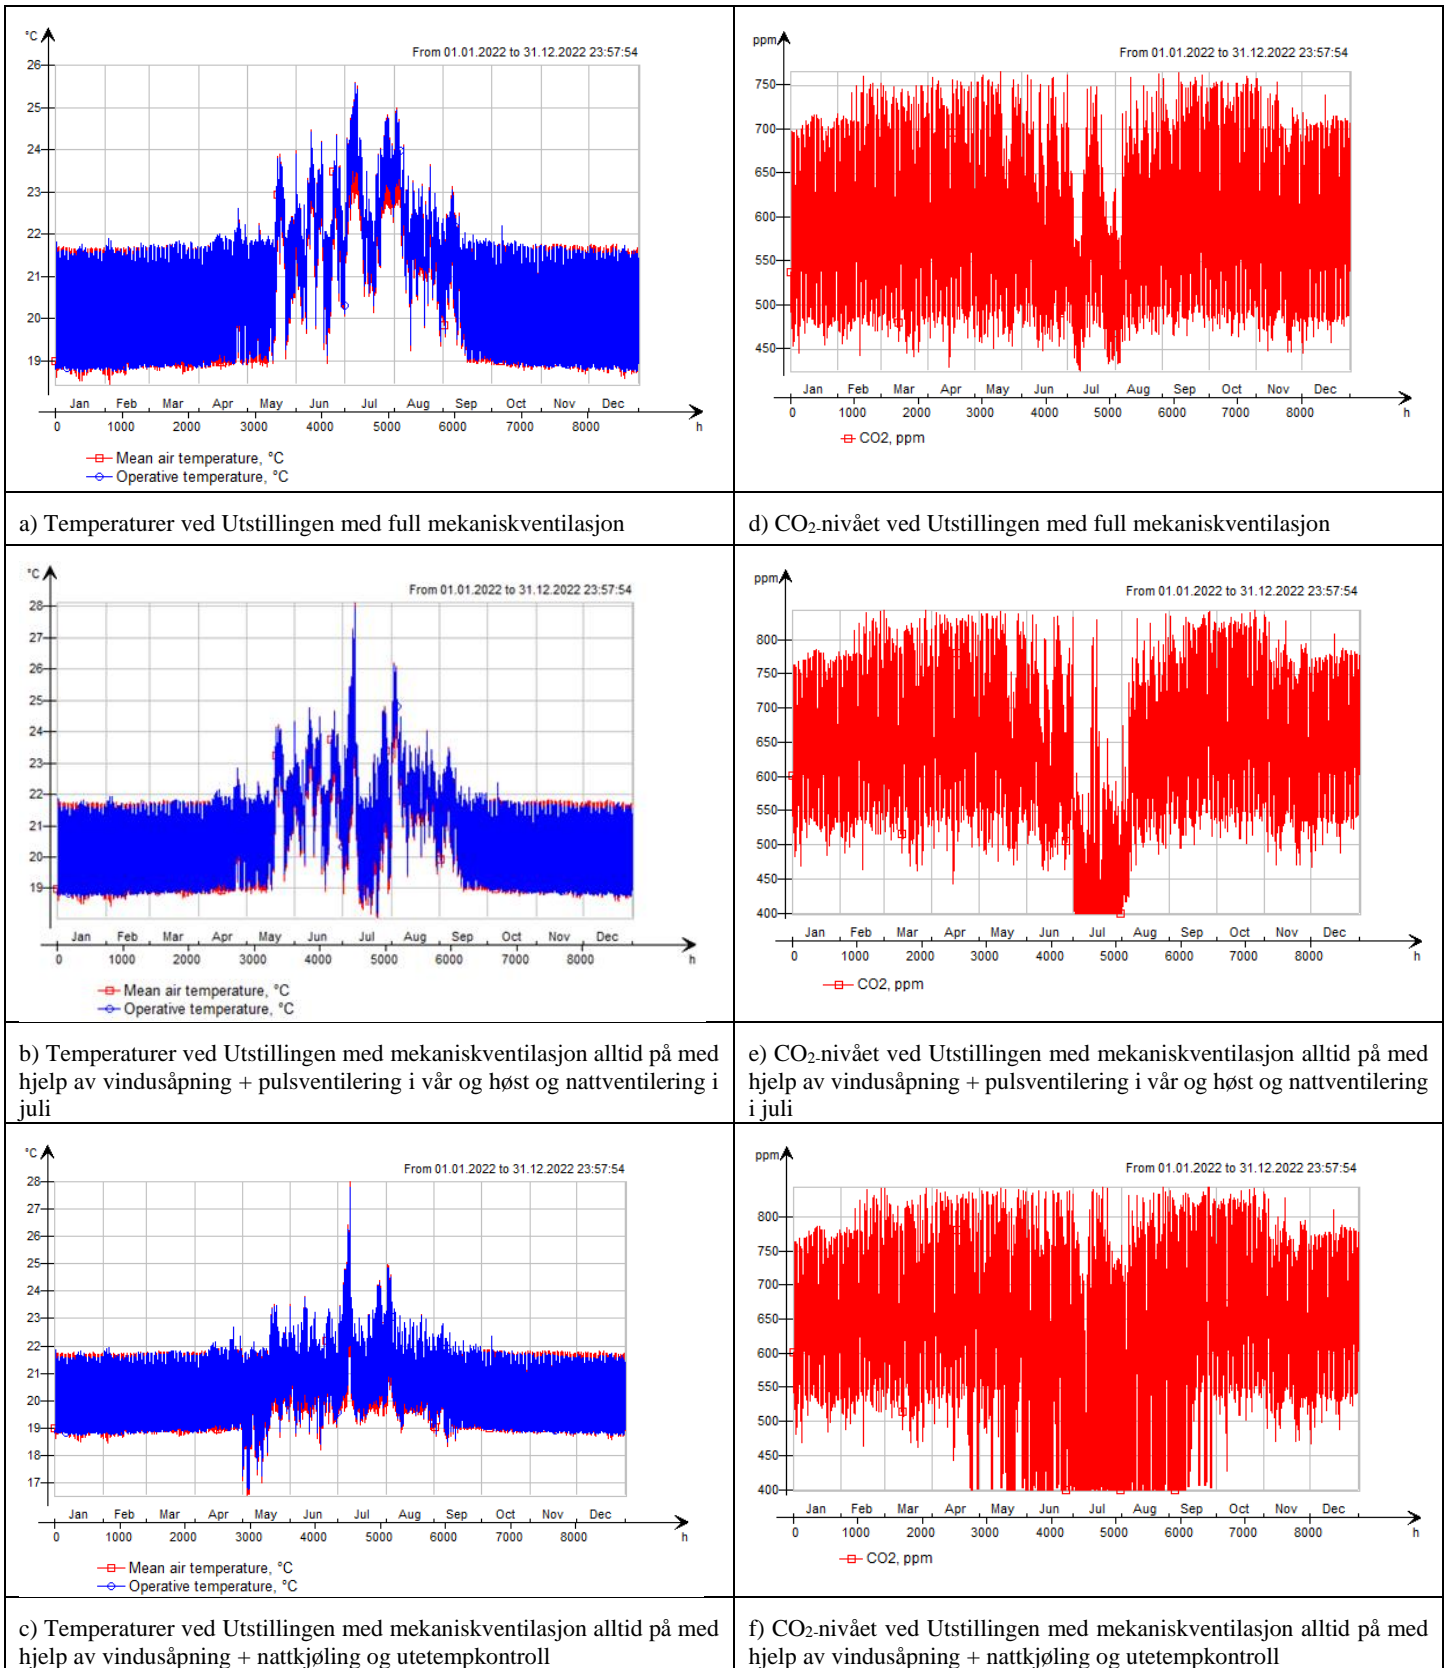 °C
From 01.01.2022 to 31.12.2022 23:57:54
26
25
24
23
22
21
20
19
Jan Feb Mar Apr May Jun Jul Aug Sep Oct Nov Dec
0 1000 2000 3000 4000 5000 6000 7000 8000 h
Mean air temperature, °C
Operative temperature, °C
ppm
From 01.01.2022 to 31.12.2022 23:57:54
750
700
650
600
550
500
450
Jan Feb Mar Apr May Jun Jul Aug Sep Oct Nov Dec
0 1000 2000 3000 4000 5000 6000 7000 8000 h
CO2, ppm
a) Temperaturer ved Utstillingen med full mekaniskventilasjon
d) CO2-nivået ved Utstillingen med full mekaniskventilasjon
°C
From 01.01.2022 to 31.12.2022 23:57:54
28
27
26
25
24
23
22
21
20
19
Jan Feb Mar Apr May Jun Jul Aug Sep Oct Nov Dec
0 1000 2000 3000 4000 5000 6000 7000 8000 h
Mean air temperature, °C
Operative temperature, °C
ppm
From 01.01.2022 to 31.12.2022 23:57:54
800
750
700
650
600
550
500
450
400
Jan Feb Mar Apr May Jun Jul Aug Sep Oct Nov Dec
0 1000 2000 3000 4000 5000 6000 7000 8000 h
CO2, ppm
b) Temperaturer ved Utstillingen med mekaniskventilasjon alltid på med
hjelp av vindusåpning + pulsventilering i vår og høst og nattventilering i
juli
e) CO2-nivået ved Utstillingen med mekaniskventilasjon alltid på med
hjelp av vindusåpning + pulsventilering i vår og høst og nattventilering
i juli
°C
From 01.01.2022 to 31.12.2022 23:57:54
28
27
26
25
24
23
22
21
20
19
18
17
Jan Feb Mar Apr May Jun Jul Aug Sep Oct Nov Dec
0 1000 2000 3000 4000 5000 6000 7000 8000 h
Mean air temperature, °C
Operative temperature, °C
ppm
From 01.01.2022 to 31.12.2022 23:57:54
800
750
700
650
600
550
500
450
400
Jan Feb Mar Apr May Jun Jul Aug Sep Oct Nov Dec
0 1000 2000 3000 4000 5000 6000 7000 8000 h
CO2, ppm
c) Temperaturer ved Utstillingen med mekaniskventilasjon alltid på med
hjelp av vindusåpning + nattkjøling og utetempkontroll
f) CO2-nivået ved Utstillingen med mekaniskventilasjon alltid på med
hjelp av vindusåpning + nattkjøling og utetempkontroll